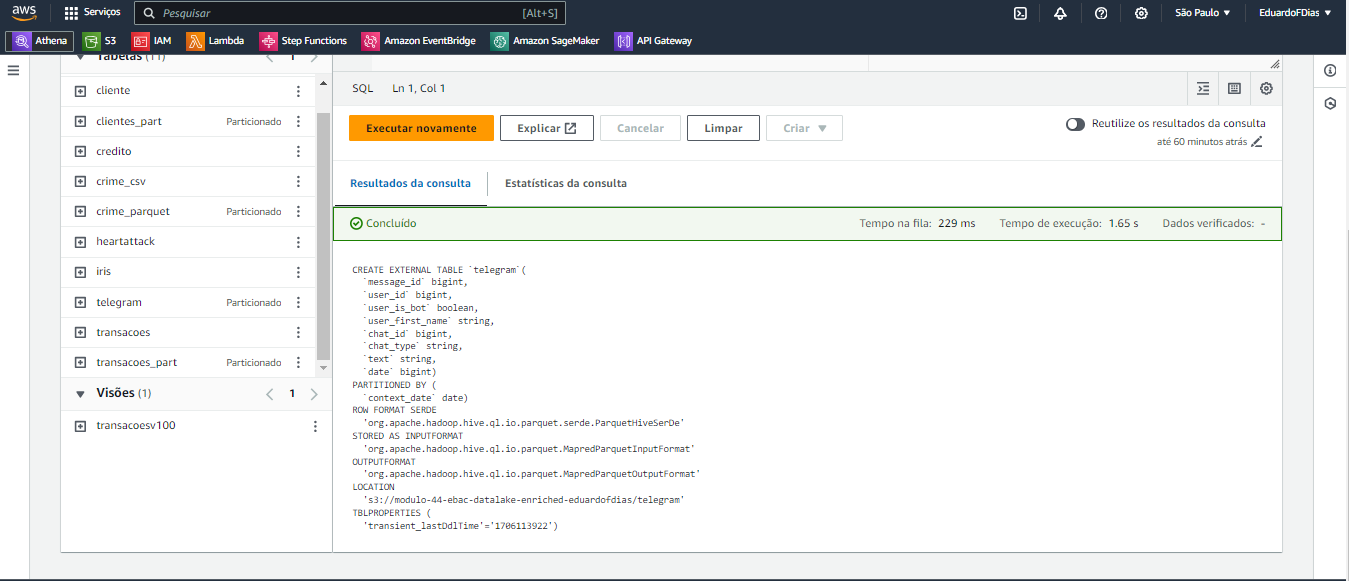 aws
Serviços
Pesquisar
[Alt+S]
São Paulo
EduardoFDias
Athena
S3
IAM
Lambda
Step Functions
Amazon EventBridge
Amazon SageMaker
API Gateway
Tabelas (11)
1
cliente
clientes_part Particionado
credito
crime_csv
crime_parquet Particionado
heartattack
iris
telegram Particionado
transacoes
transacoes_part Particionado
Visões (1)
1
transacoesv100
SQL Ln 1, Col 1
Executar novamente
Explicar
Cancelar
Limpar
Criar
Reutilize os resultados da consulta
até 60 minutos atrás
Resultados da consulta
Estatísticas da consulta
Concluído
Tempo na fila: 229 ms
Tempo de execução: 1.65 s
Dados verificados: -
CREATE EXTERNAL TABLE `telegram`(
`message_id` bigint,
`user_id` bigint,
`user_is_bot` boolean,
`user_first_name` string,
`chat_id` bigint,
`chat_type` string,
`text` string,
`date` bigint)
PARTITIONED BY (
`context_date` date)
ROW FORMAT SERDE
'org.apache.hadoop.hive.ql.io.parquet.serde.ParquetHiveSerDe'
STORED AS INPUTFORMAT
'org.apache.hadoop.hive.ql.io.parquet.MapredParquetInputFormat'
OUTPUTFORMAT
'org.apache.hadoop.hive.ql.io.parquet.MapredParquetOutputFormat'
LOCATION
's3://modulo-44-ebac-datalake-enriched-eduardofdias/telegram'
TBLPROPERTIES (
'transient_lastDdlTime'='1706113922')